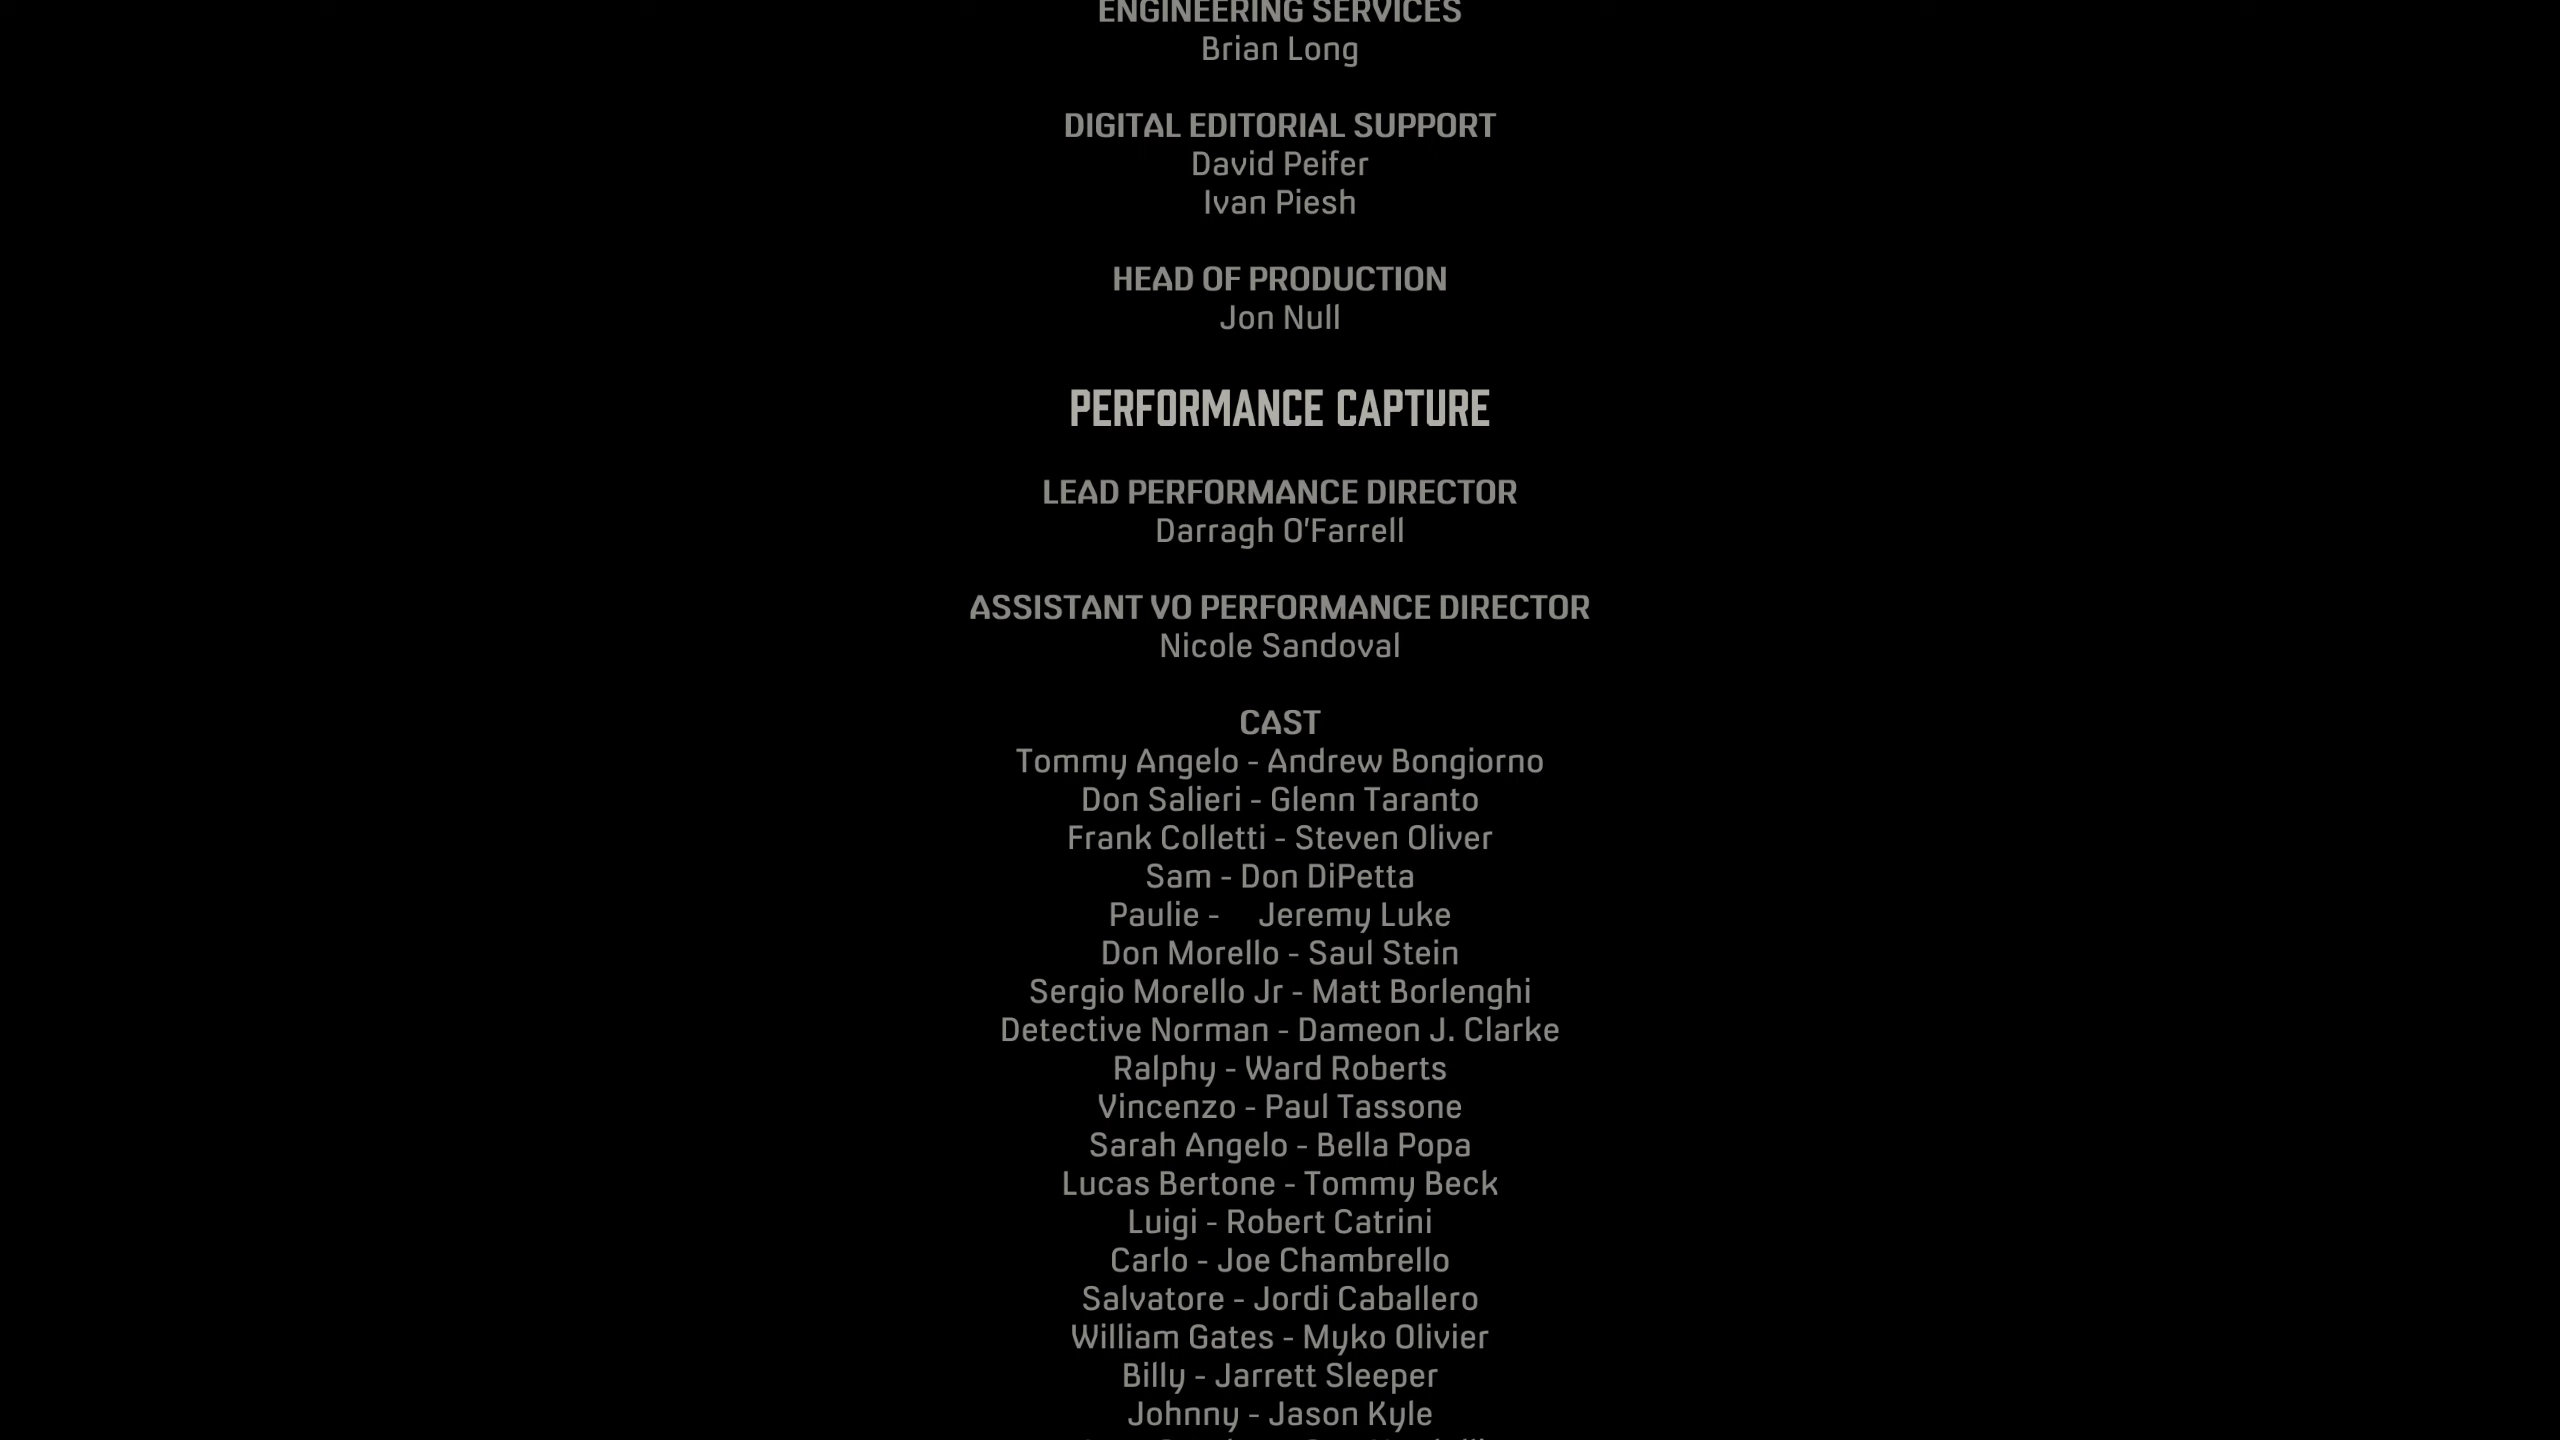 ENGINEERING SERVICES
Brian Long
DIGITAL EDITORIAL SUPPORT
David Peifer
Ivan Piesh
HEAD OF PRODUCTION
Jon Null
PERFORMANCE CAPTURE
LEAD PERFORMANCE DIRECTOR
Darragh O'Farrell
ASSISTANT VO PERFORMANCE DIRECTOR
Nicole Sandoval
CAST
Tommy Angelo - Andrew Bongiorno
Don Salieri - Glenn Taranto
Frank Colletti - Steven Oliver
Sam - Don DiPetta
Paulie - Jeremy Luke
Don Morello - Saul Stein
Sergio Morello Jr - Matt Borlenghi
Detective Norman - Dameon J. Clarke
Ralphy - Ward Roberts
Vincenzo - Paul Tassone
Sarah Angelo - Bella Popa
Lucas Bertone - Tommy Beck
Luigi - Robert Catrini
Carlo - Joe Chambrello
Salvatore - Jordi Caballero
William Gates - Myko Olivier
Billy - Jarrett Sleeper
Johnny - Jason Kyle